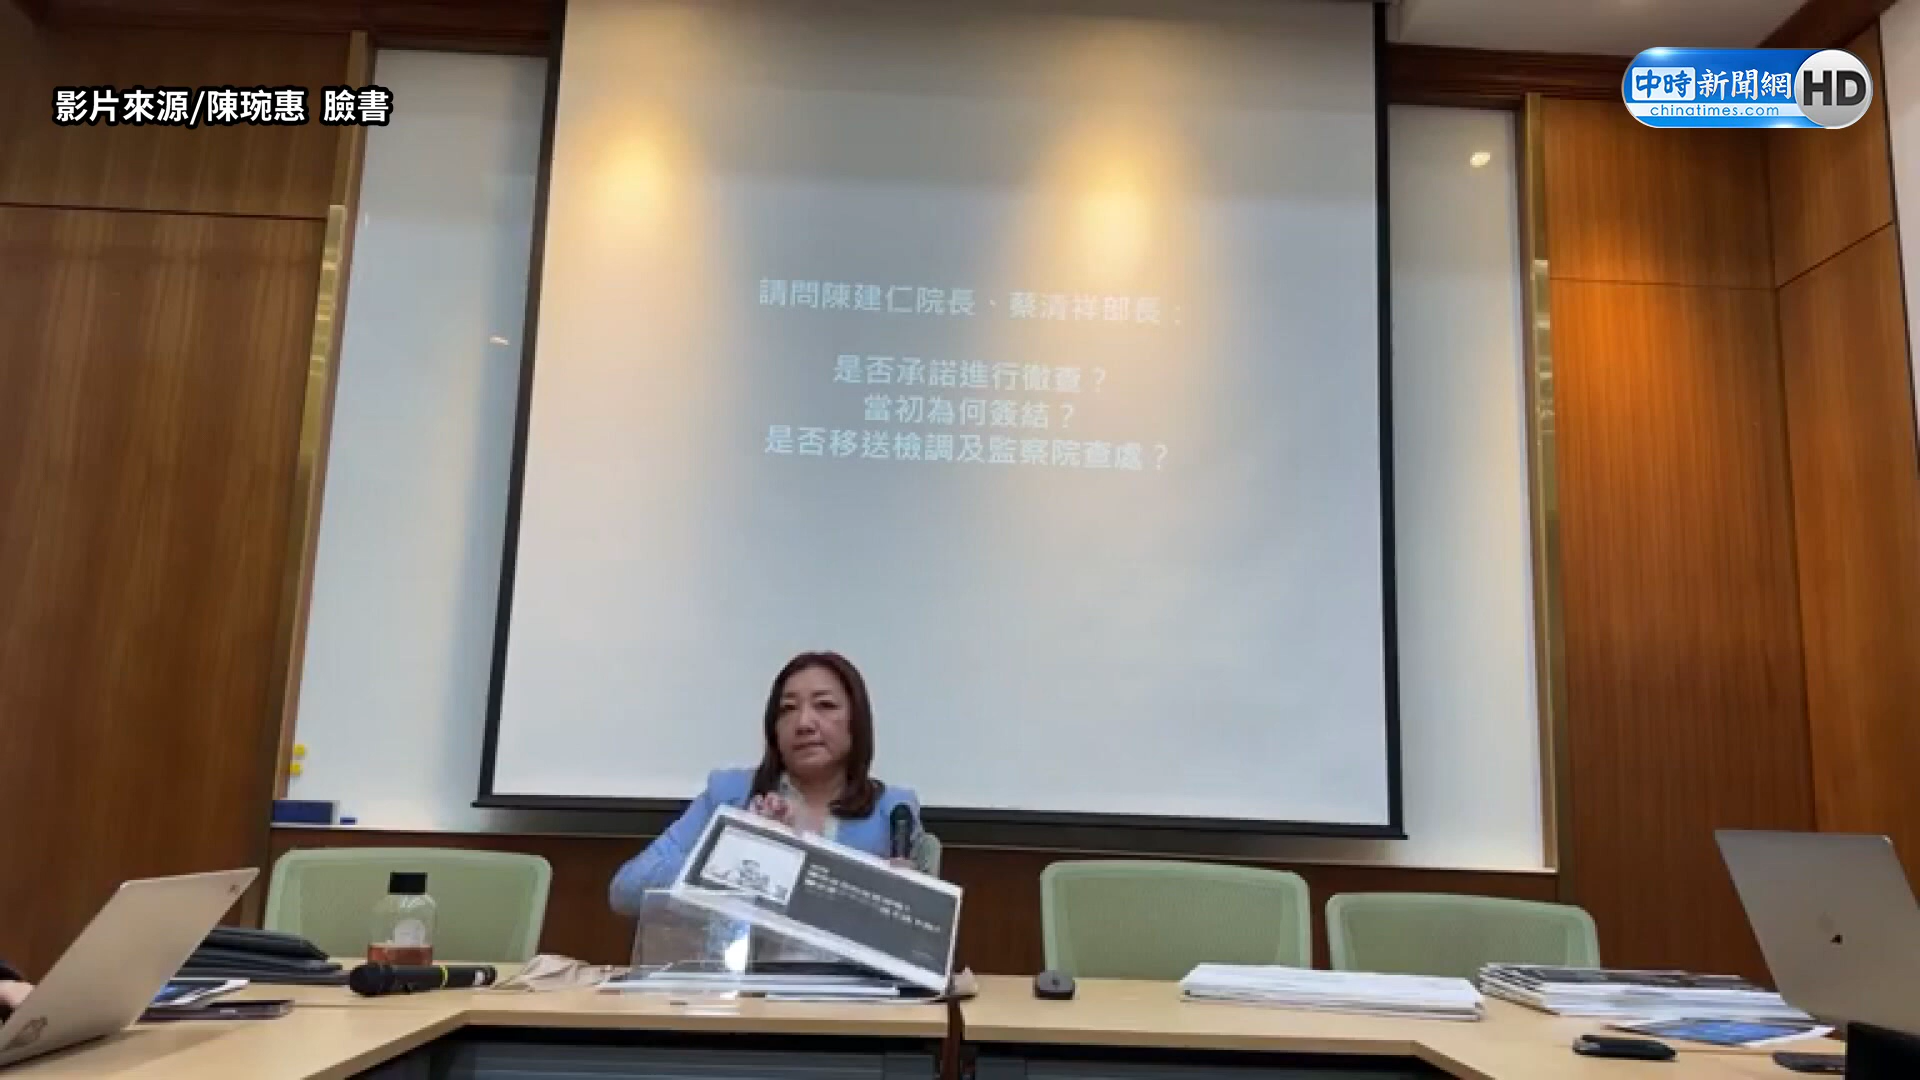 影片來源/陳琬惠 臉書
中時新聞網 HD
chinatimes.com
請問陳建仁院長、蔡清祥部長：
是否承諾進行徹查？
當初為何簽結？
是否移送檢調及監察院查處？